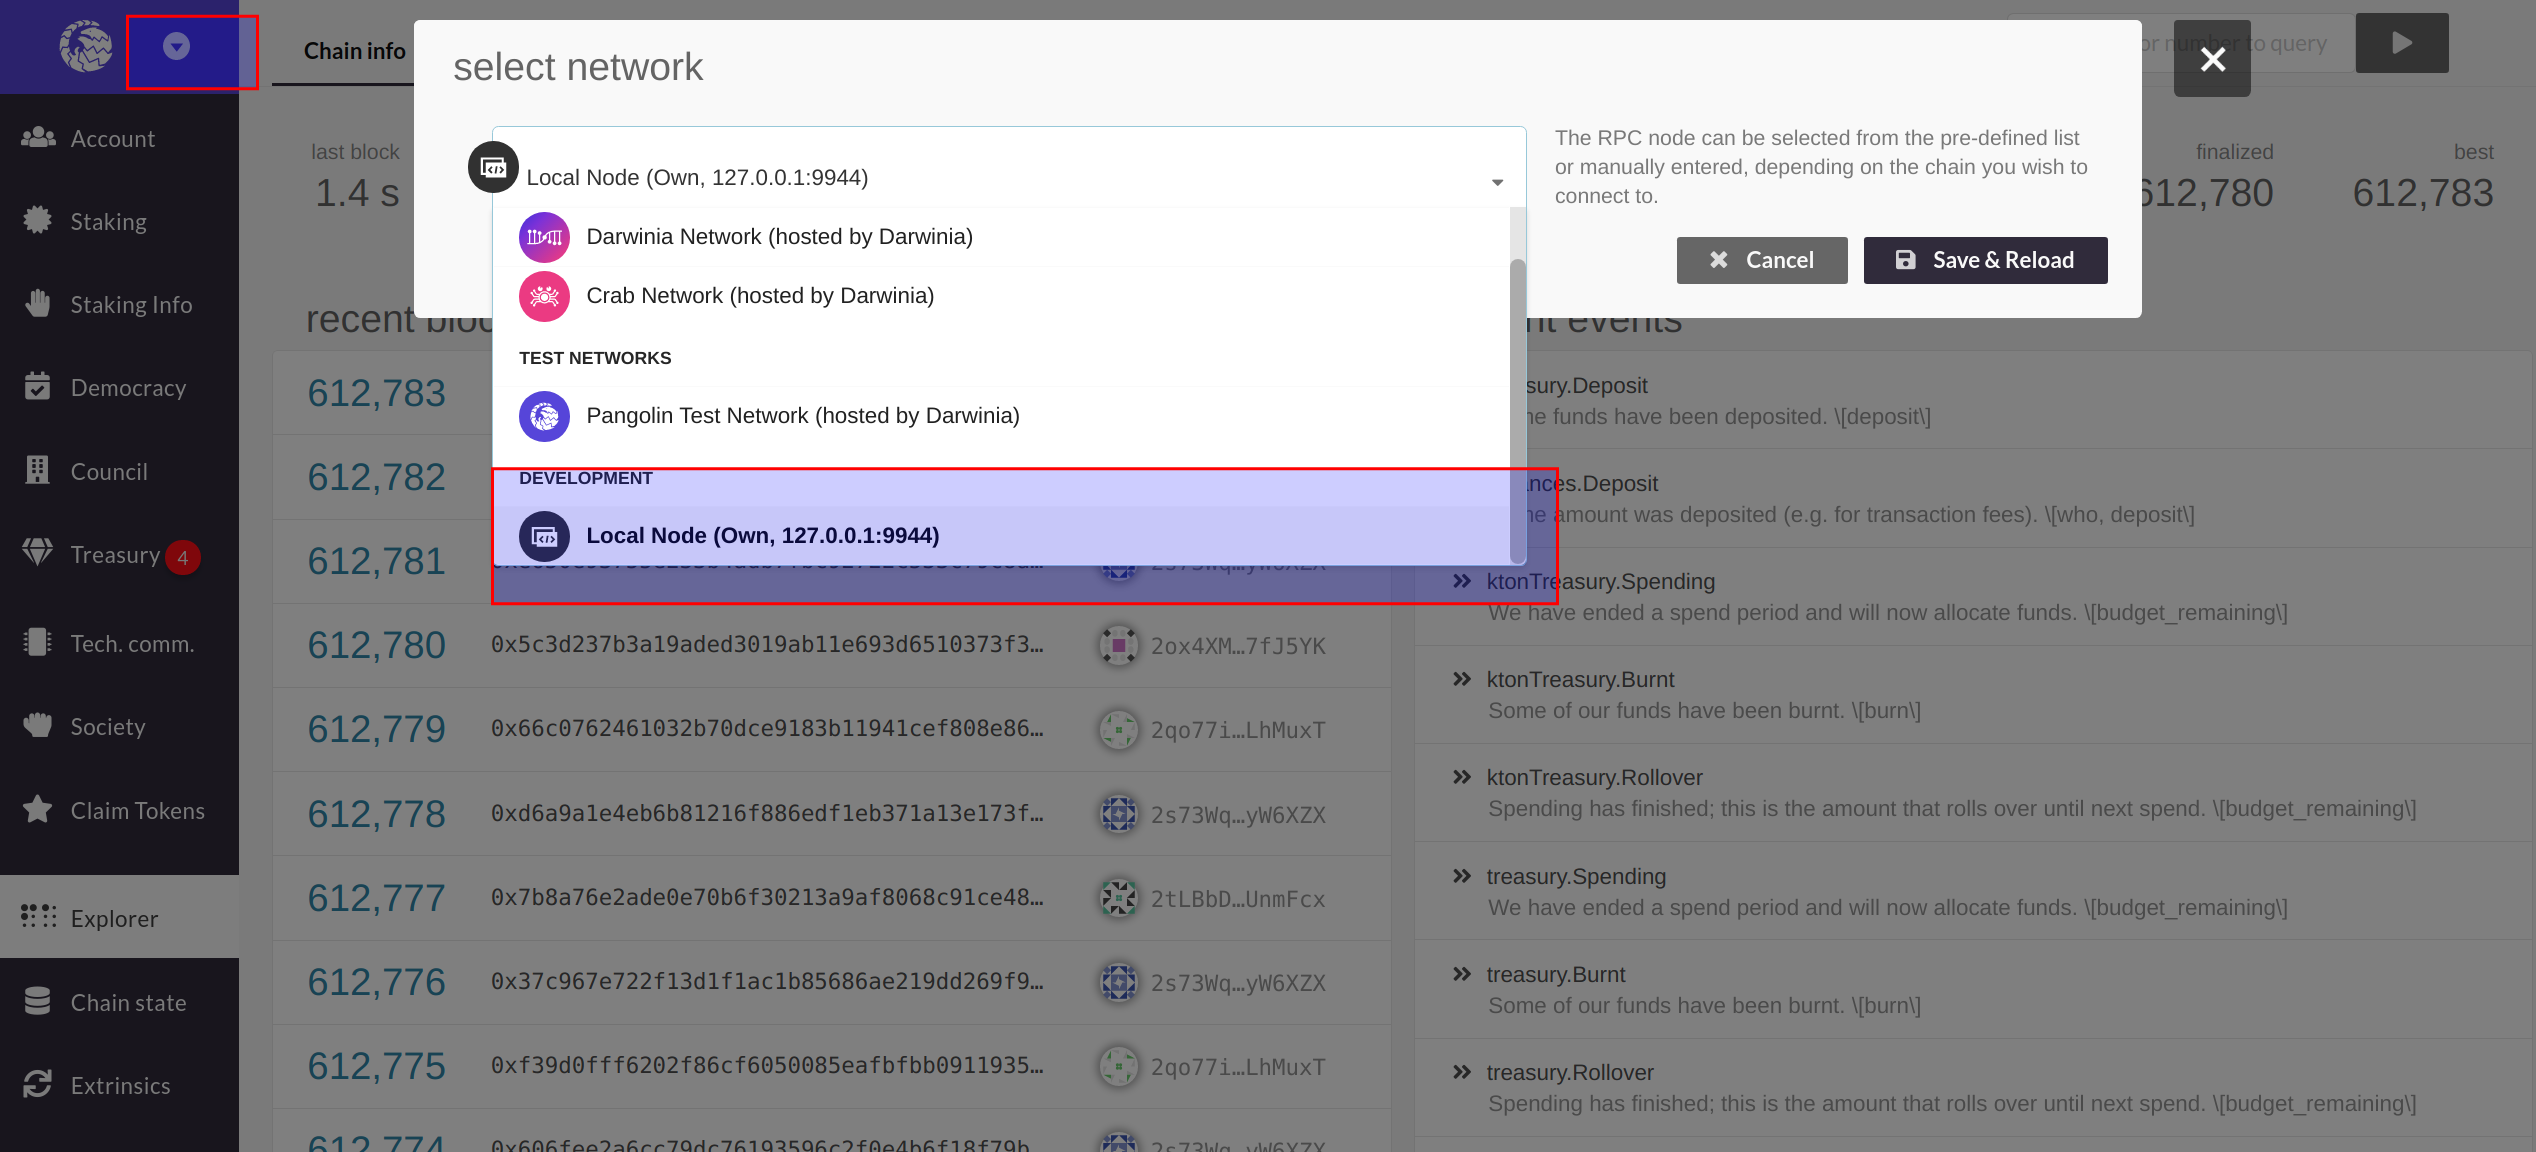 Chain info
or number to query
Account
Staking
Staking Info
Democracy
Council
Treasury 4
Tech. comm.
Society
Claim Tokens
Explorer
Chain state
Extrinsics
select network
Local Node (Own, 127.0.0.1:9944)
Darwinia Network (hosted by Darwinia)
Crab Network (hosted by Darwinia)
TEST NETWORKS
Pangolin Test Network (hosted by Darwinia)
DEVELOPMENT
Local Node (Own, 127.0.0.1:9944)
The RPC node can be selected from the pre-defined list
or manually entered, depending on the chain you wish to
connect to.
Cancel
Save & Reload
last block
1.4 s
finalized
612,780
best
612,783
recent
612,783
612,782
612,781
612,780 0x5c3d237b3a19aded3019ab11e693d6510373f3… 2ox4XM…7fJ5YK
612,779 0x66c0762461032b70dce9183b11941cef808e86… 2qo77i…LhMuxT
612,778 0xd6a9a1e4eb6b81216f886edf1eb371a13e173f… 2s73Wq…yW6XZX
612,777 0x7b8a76e2ade0e70b6f30213a9af8068c91ce48… 2tLBbD…UnmFcx
612,776 0x37c967e722f13d1f1ac1b85686ae219dd269f9… 2s73Wq…yW6XZX
612,775 0xf39d0fff6202f86cf6050085eafbfbb0911935… 2qo77i…LhMuxT
612,774 0x606fee2a6cc79dc76193596c2f0e4b6f18f79b… 2s73Wq…yW6XZX
events
sury.Deposit
funds have been deposited. \[deposit\]
nces.Deposit
amount was deposited (e.g. for transaction fees). \[who, deposit\]
ktonTreasury.Spending
We have ended a spend period and will now allocate funds. \[budget_remaining\]
ktonTreasury.Burnt
Some of our funds have been burnt. \[burn\]
ktonTreasury.Rollover
Spending has finished; this is the amount that rolls over until next spend. \[budget_remaining\]
treasury.Spending
We have ended a spend period and will now allocate funds. \[budget_remaining\]
treasury.Burnt
Some of our funds have been burnt. \[burn\]
treasury.Rollover
Spending has finished; this is the amount that rolls over until next spend. \[budget_remaining\]